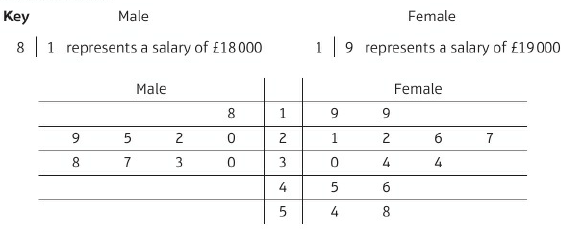 Key Male Female
8 | 1 represents a salary of £18 000 1 | 9 represents a salary of £19 000
Male Female
8 1 9 9
9 5 2 0 2 1 2 6 7
8 7 3 0 3 0 4 4
4 5 6
5 4 8